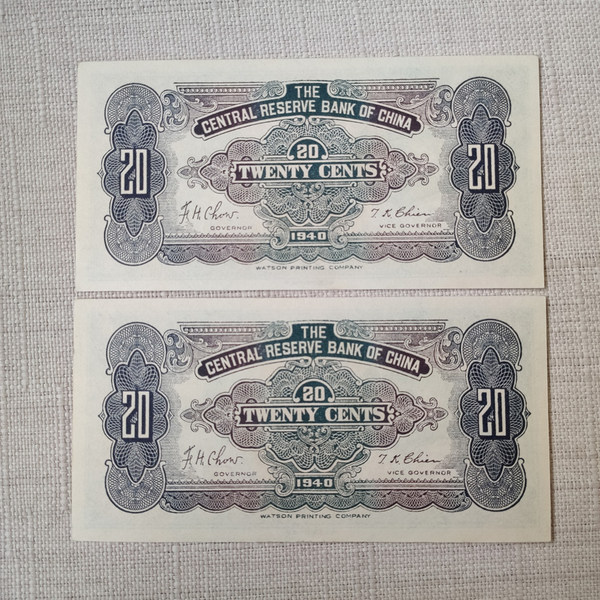 THE
CENTRAL RESERVE BANK OF CHINA
20
20 TWENTY CENTS 20
F. H. Chow. T. K. Chien
GOVERNOR VICE GOVERNOR
1940
WATSON PRINTING COMPANY
THE
CENTRAL RESERVE BANK OF CHINA
20
20 TWENTY CENTS 20
F. H. Chow. T. K. Chien
GOVERNOR VICE GOVERNOR
1940
WATSON PRINTING COMPANY